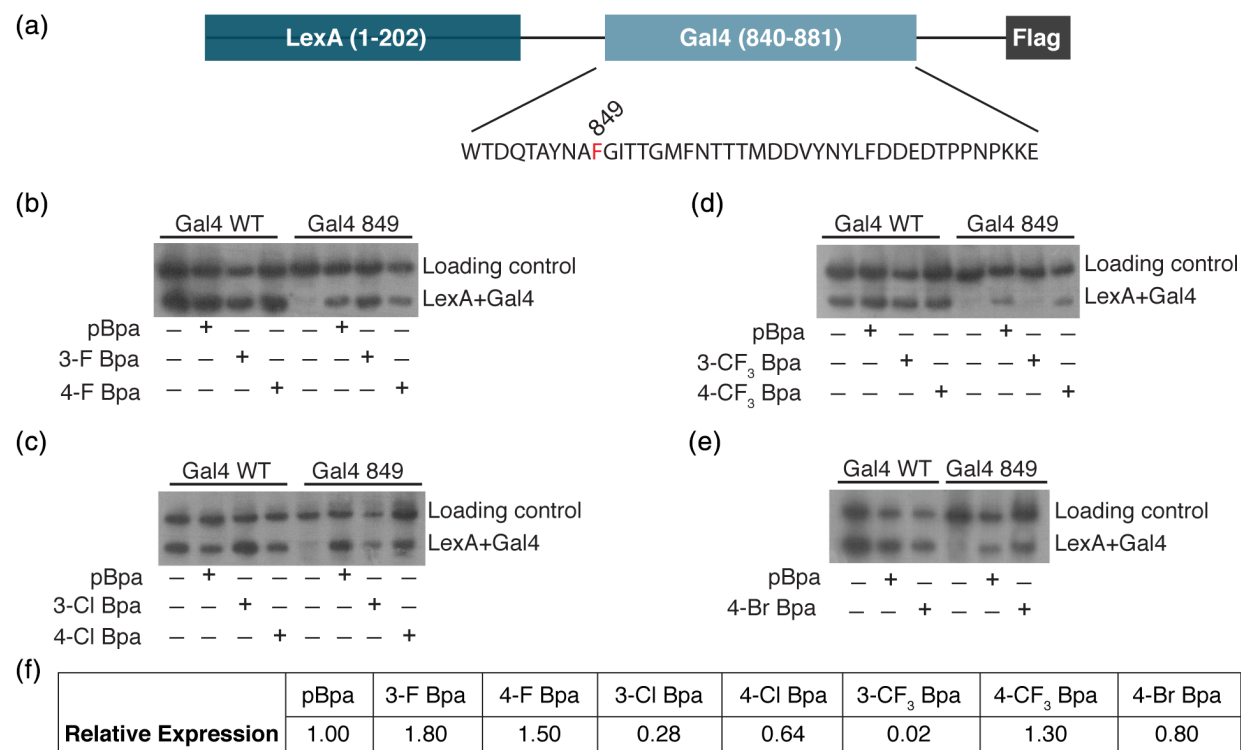 (a)
LexA (1-202)
Gal4 (840-881)
Flag
849
WTDQTAYNAFGITTGMFNTTTMDDVYNYLFDDEDTPPNPKKE
(b)
Gal4 WT
Gal4 849
Loading control
LexA+Gal4
pBpa – + – – – + – –
3-F Bpa – – + – – – + –
4-F Bpa – – – + – – – +
(d)
Gal4 WT
Gal4 849
Loading control
LexA+Gal4
pBpa – + – – – + – –
3-CF₃ Bpa – – + – – – + –
4-CF₃ Bpa – – – + – – – +
(c)
Gal4 WT
Gal4 849
Loading control
LexA+Gal4
pBpa – + – – – + – –
3-Cl Bpa – – + – – – + –
4-Cl Bpa – – – + – – – +
(e)
Gal4 WT
Gal4 849
Loading control
LexA+Gal4
pBpa – + – – + –
4-Br Bpa – – + – – +
(f)
pBpa 3-F Bpa 4-F Bpa 3-Cl Bpa 4-Cl Bpa 3-CF₃ Bpa 4-CF₃ Bpa 4-Br Bpa
Relative Expression 1.00 1.80 1.50 0.28 0.64 0.02 1.30 0.80